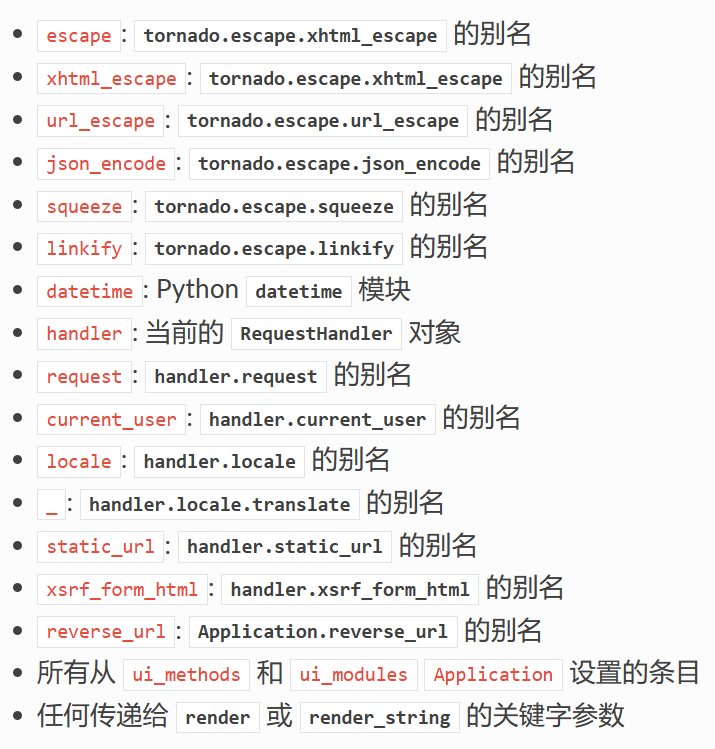 escape: tornado.escape.xhtml_escape 的别名
xhtml_escape: tornado.escape.xhtml_escape 的别名
url_escape: tornado.escape.url_escape 的别名
json_encode: tornado.escape.json_encode 的别名
squeeze: tornado.escape.squeeze 的别名
linkify: tornado.escape.linkify 的别名
datetime: Python datetime 模块
handler: 当前的 RequestHandler 对象
request: handler.request 的别名
current_user: handler.current_user 的别名
locale: handler.locale 的别名
_: handler.locale.translate 的别名
static_url: handler.static_url 的别名
xsrf_form_html: handler.xsrf_form_html 的别名
reverse_url: Application.reverse_url 的别名
所有从 ui_methods 和 ui_modules Application 设置的条目
任何传递给 render 或 render_string 的关键字参数